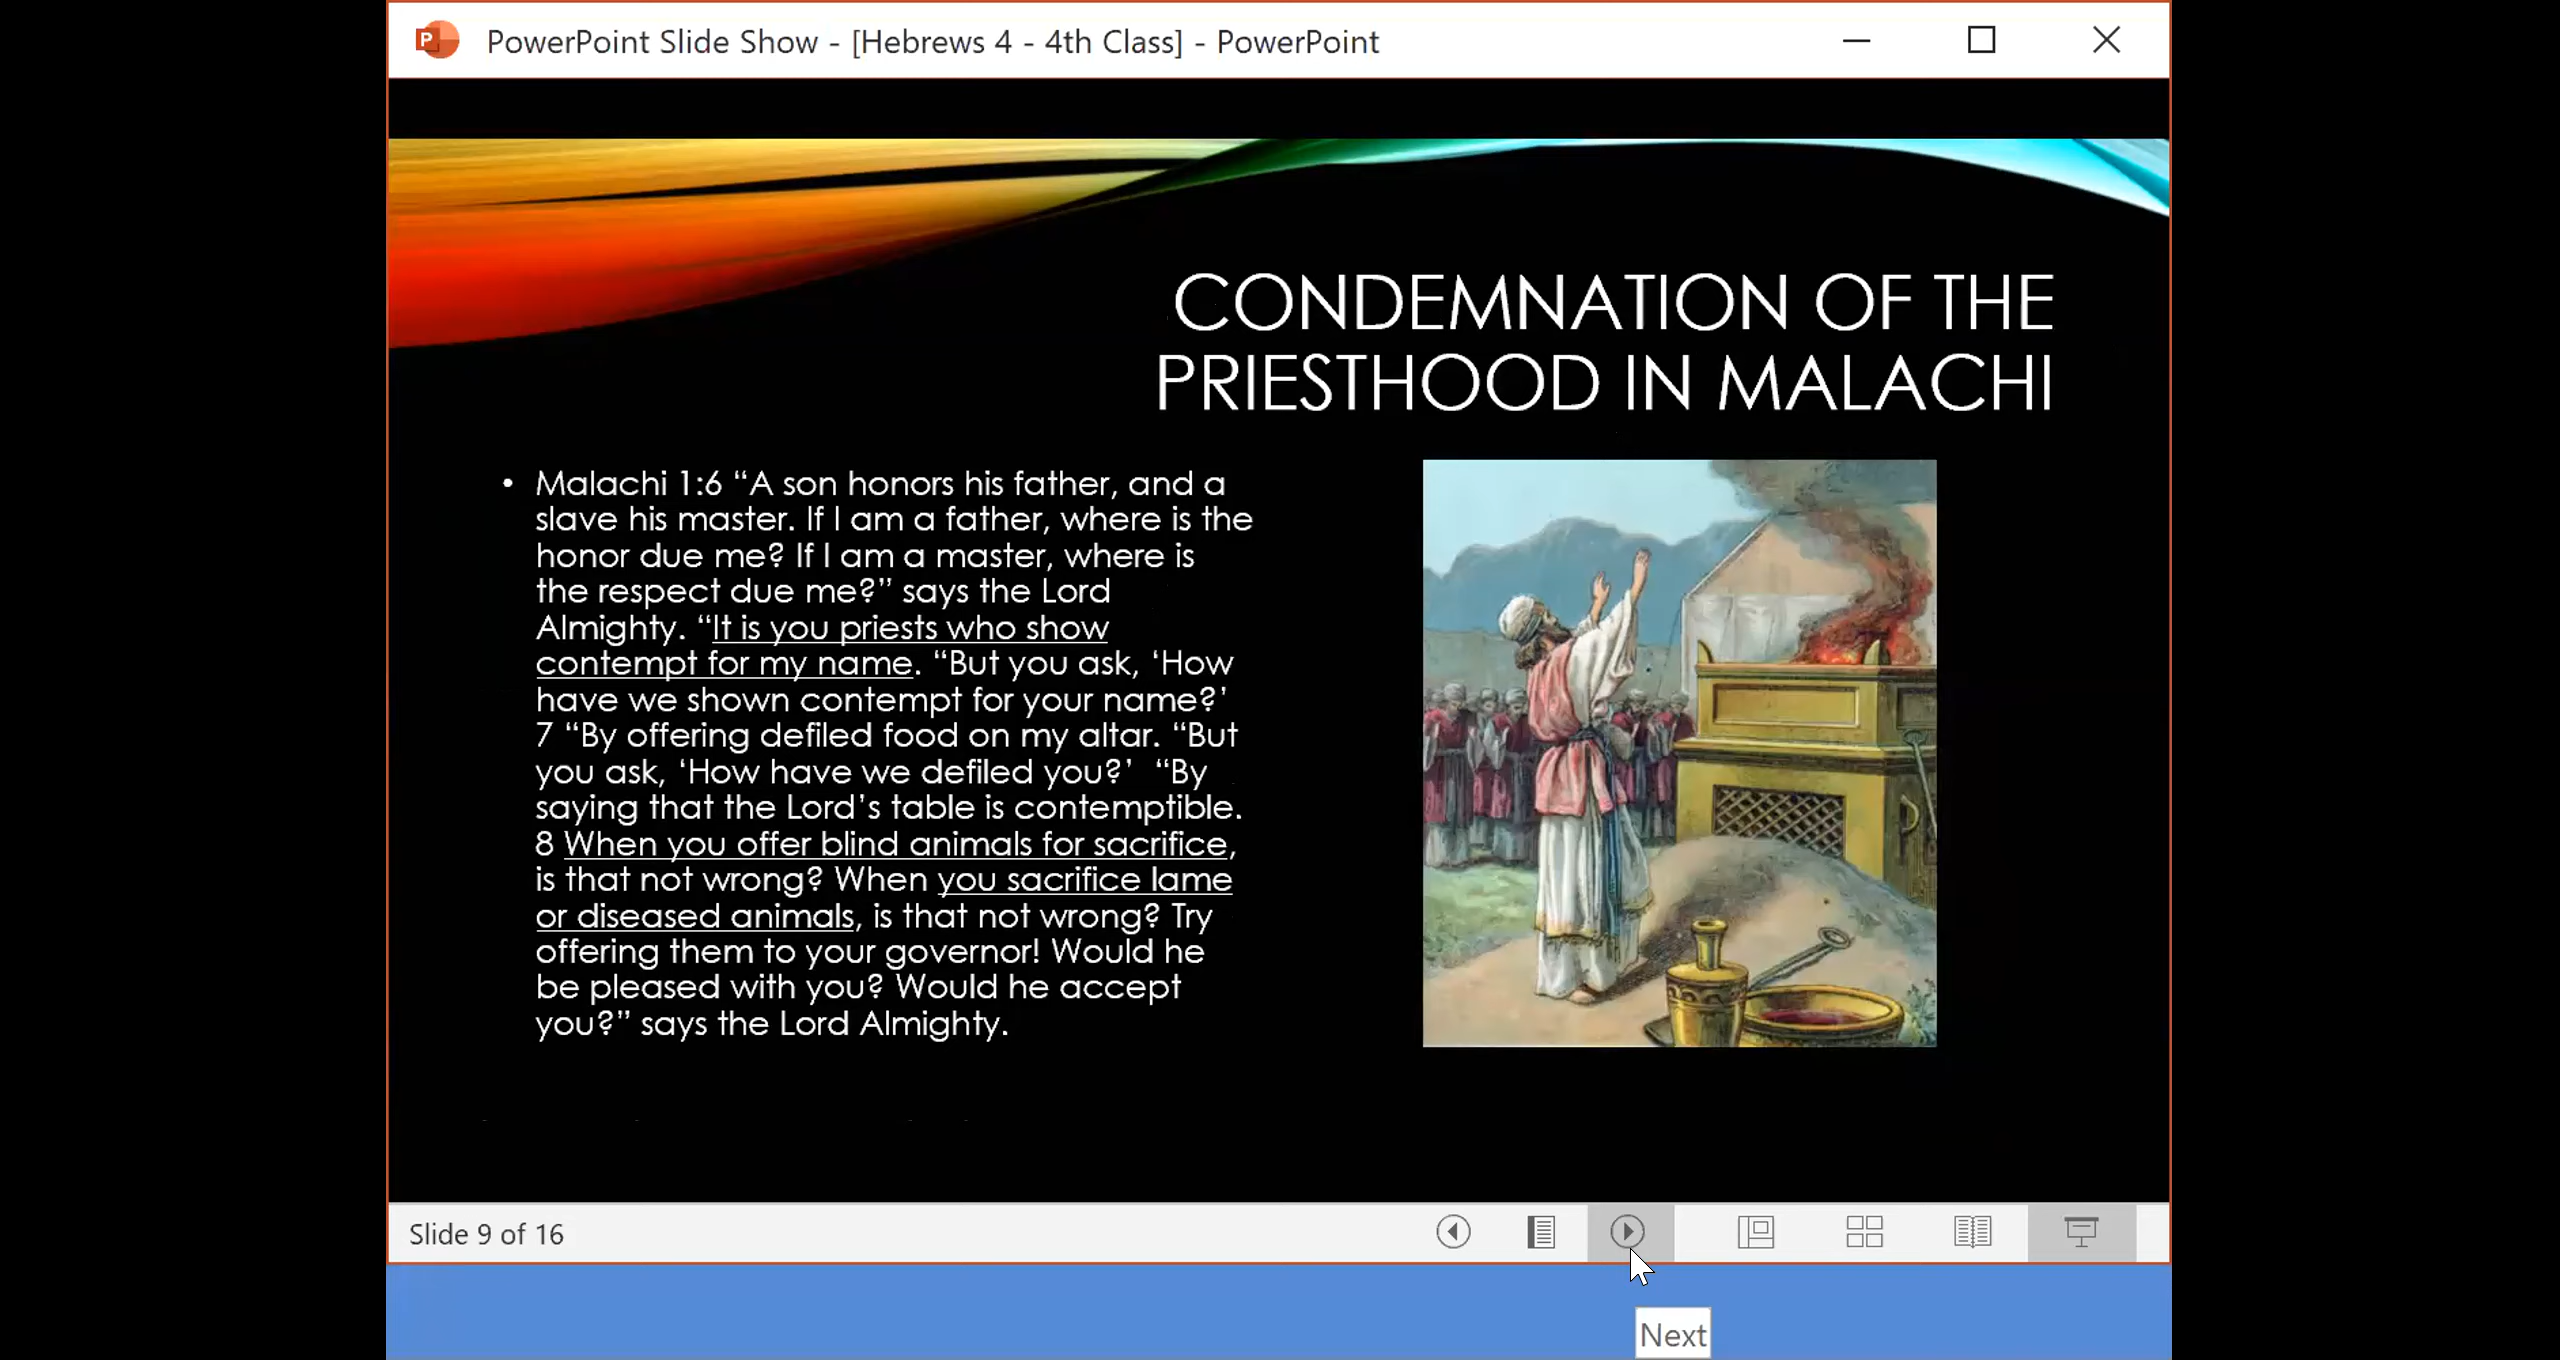 PowerPoint Slide Show - [Hebrews 4 - 4th Class] - PowerPoint
CONDEMNATION OF THE
PRIESTHOOD IN MALACHI
• Malachi 1:6 “A son honors his father, and a
slave his master. If I am a father, where is the
honor due me? If I am a master, where is
the respect due me?” says the Lord
Almighty. “It is you priests who show
contempt for my name. “But you ask, ‘How
have we shown contempt for your name?’
7 “By offering defiled food on my altar. “But
you ask, ‘How have we defiled you?’ “By
saying that the Lord’s table is contemptible.
8 When you offer blind animals for sacrifice,
is that not wrong? When you sacrifice lame
or diseased animals, is that not wrong? Try
offering them to your governor! Would he
be pleased with you? Would he accept
you?” says the Lord Almighty.
Slide 9 of 16
Next